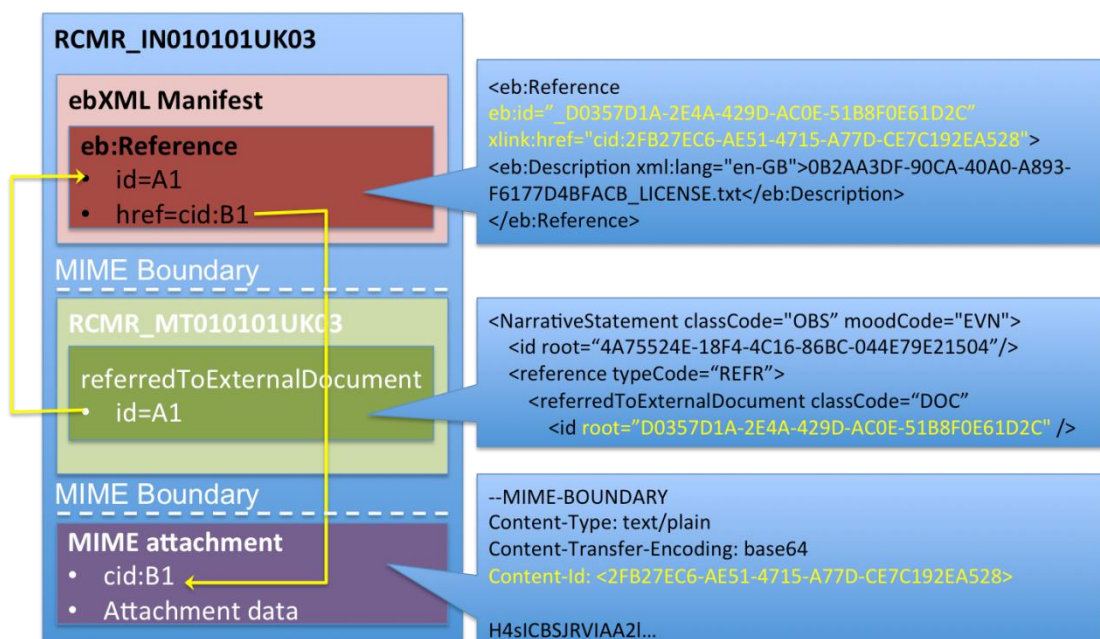 RCMR_IN010101UK03
ebXML Manifest
eb:Reference
• id=A1
• href=cid:B1
MIME Boundary
RCMR_MT010101UK03
referredToExternalDocument
• id=A1
MIME Boundary
MIME attachment
• cid:B1
• Attachment data
<eb:Reference
eb:id=”_D0357D1A-2E4A-429D-AC0E-51B8F0E61D2C”
xlink:href="cid:2FB27EC6-AE51-4715-A77D-CE7C192EA528">
<eb:Description xml:lang="en-GB">0B2AA3DF-90CA-40A0-A893-
F6177D4BFACB_LICENSE.txt</eb:Description>
</eb:Reference>
<NarrativeStatement classCode="OBS” moodCode="EVN">
<id root=“4A75524E-18F4-4C16-86BC-044E79E21504”/>
<reference typeCode=“REFR”>
<referredToExternalDocument classCode=“DOC”
<id root=”D0357D1A-2E4A-429D-AC0E-51B8F0E61D2C" />
--MIME-BOUNDARY
Content-Type: text/plain
Content-Transfer-Encoding: base64
Content-Id: <2FB27EC6-AE51-4715-A77D-CE7C192EA528>
H4sICBSJRVIAA2l…